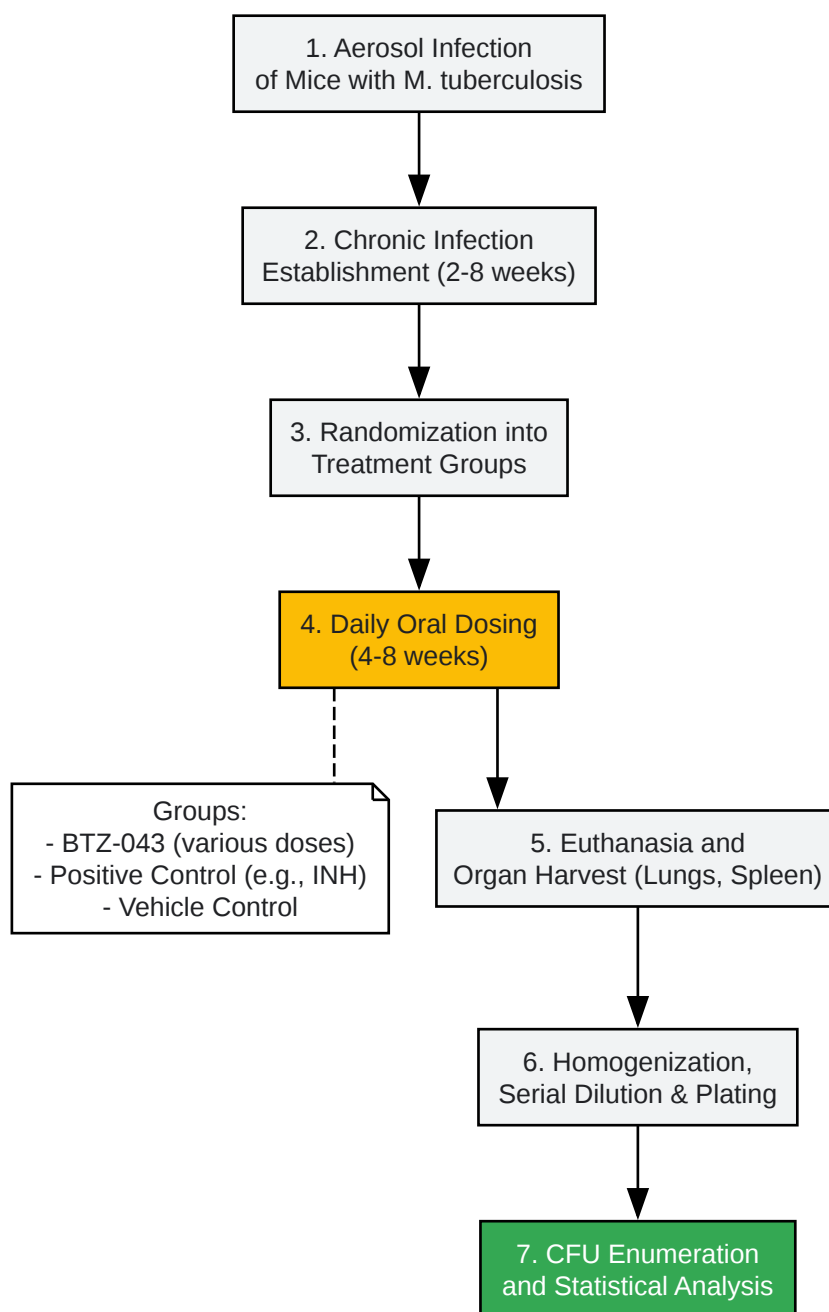 1. Aerosol Infection
of Mice with M. tuberculosis
2. Chronic Infection
Establishment (2-8 weeks)
3. Randomization into
Treatment Groups
4. Daily Oral Dosing
(4-8 weeks)
Groups:
- BTZ-043 (various doses)
- Positive Control (e.g., INH)
- Vehicle Control
5. Euthanasia and
Organ Harvest (Lungs, Spleen)
6. Homogenization,
Serial Dilution & Plating
7. CFU Enumeration
and Statistical Analysis